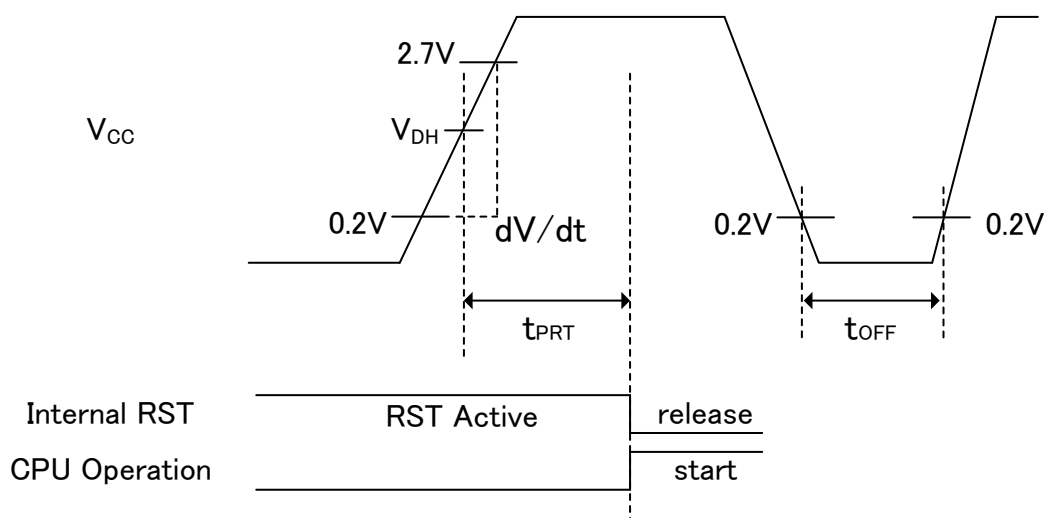 2.7V
VCC
VDH
0.2V
dV/dt
0.2V
0.2V
tPRT
tOFF
Internal RST
RST Active
release
CPU Operation
start